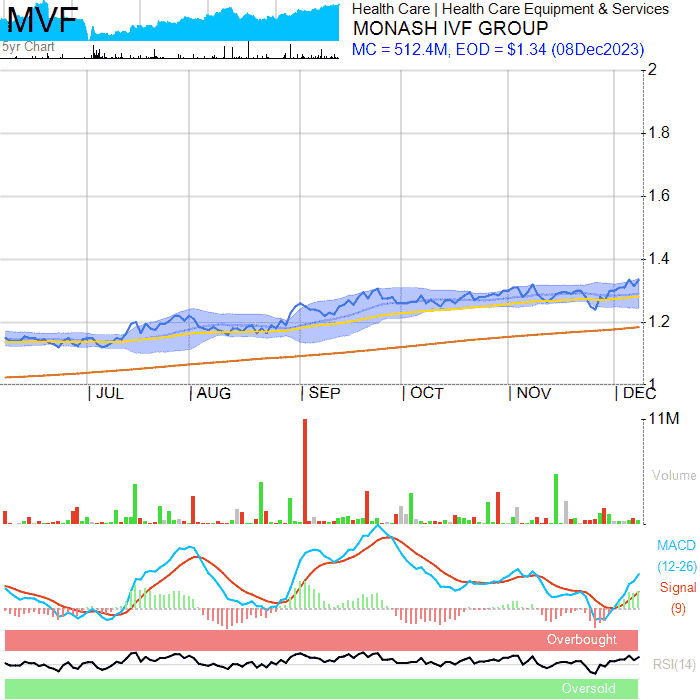 MVF
5yr Chart
Health Care | Health Care Equipment & Services
MONASH IVF GROUP
MC = 512.4M, EOD = $1.34 (08Dec2023)
2
1.8
1.6
1.4
1.2
1
JUL AUG SEP OCT NOV DEC
11M
Volume
MACD
(12-26)
Signal
(9)
Overbought
RSI(14)
Oversold